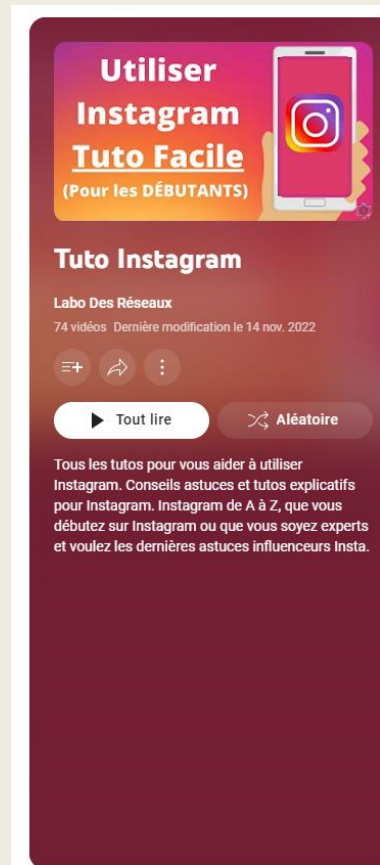 Utiliser
Instagram
Tuto Facile
(Pour les DÉBUTANTS)
Tuto Instagram
Labo Des Réseaux
74 vidéos Dernière modification le 14 nov. 2022
Tout lire
Aléatoire
Tous les tutos pour vous aider à utiliser
Instagram. Conseils astuces et tutos explicatifs
pour Instagram. Instagram de A à Z, que vous
débutez sur Instagram ou que vous soyez experts
et voulez les dernières astuces influenceurs Insta.